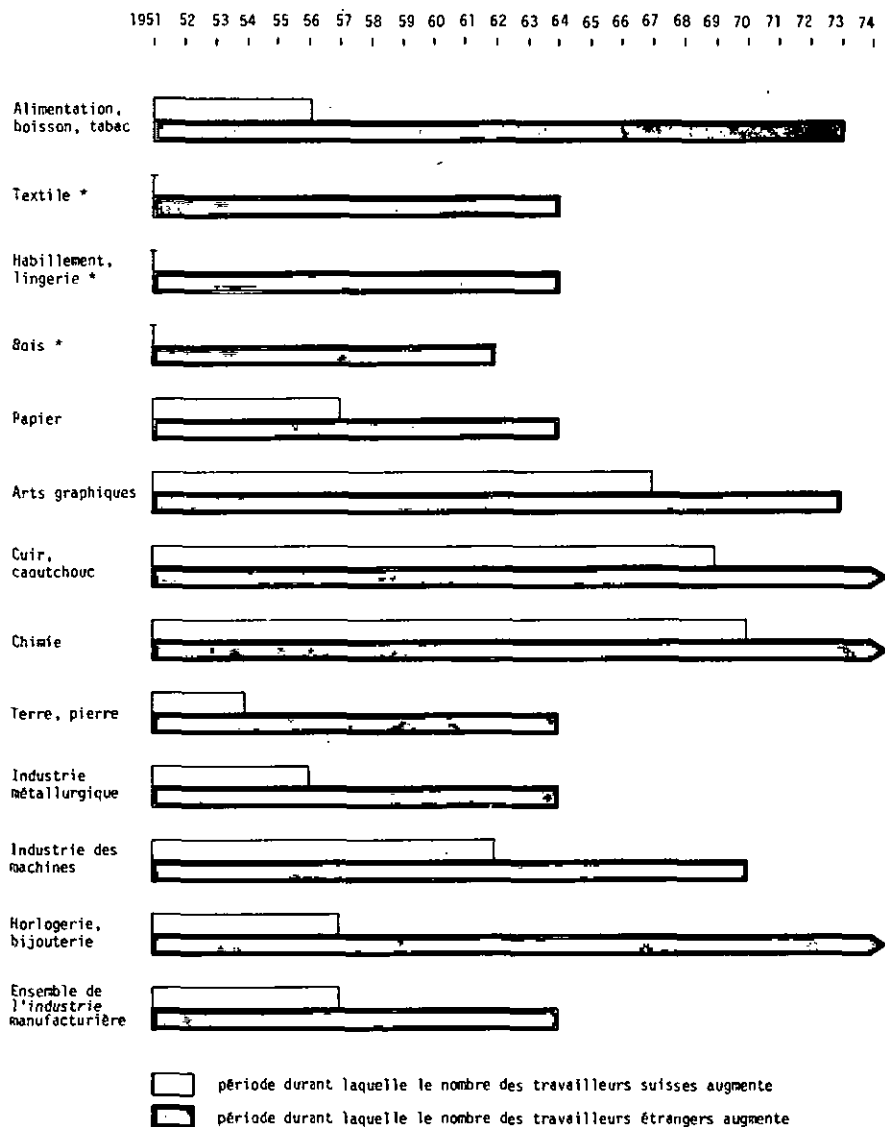 1951 52 53 54 55 56 57 58 59 60 61 62 63 64 65 66 67 68 69 70 71 72 73 74
Alimentation,
boisson, tabac
Textile *
Habillement,
lingerie *
Bois *
Papier
Arts graphiques
Cuir,
caoutchouc
Chimie
Terre, pierre
Industrie
métallurgique
Industrie des
machines
Horlogerie,
bijouterie
Ensemble de
l'industrie
manufacturière
période durant laquelle le nombre des travailleurs suisses augmente
période durant laquelle le nombre des travailleurs étrangers augmente